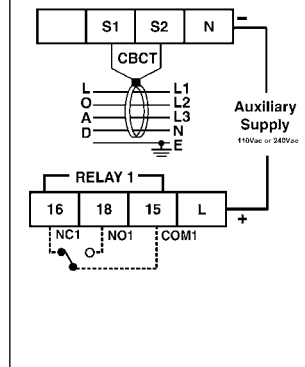 S1 S2 N −
CBCT
L L1
O L2
A L3
D N
E
Auxiliary
Supply
110Vac or 240Vac
RELAY 1
16 18 15 L +
NC1 NO1 COM1